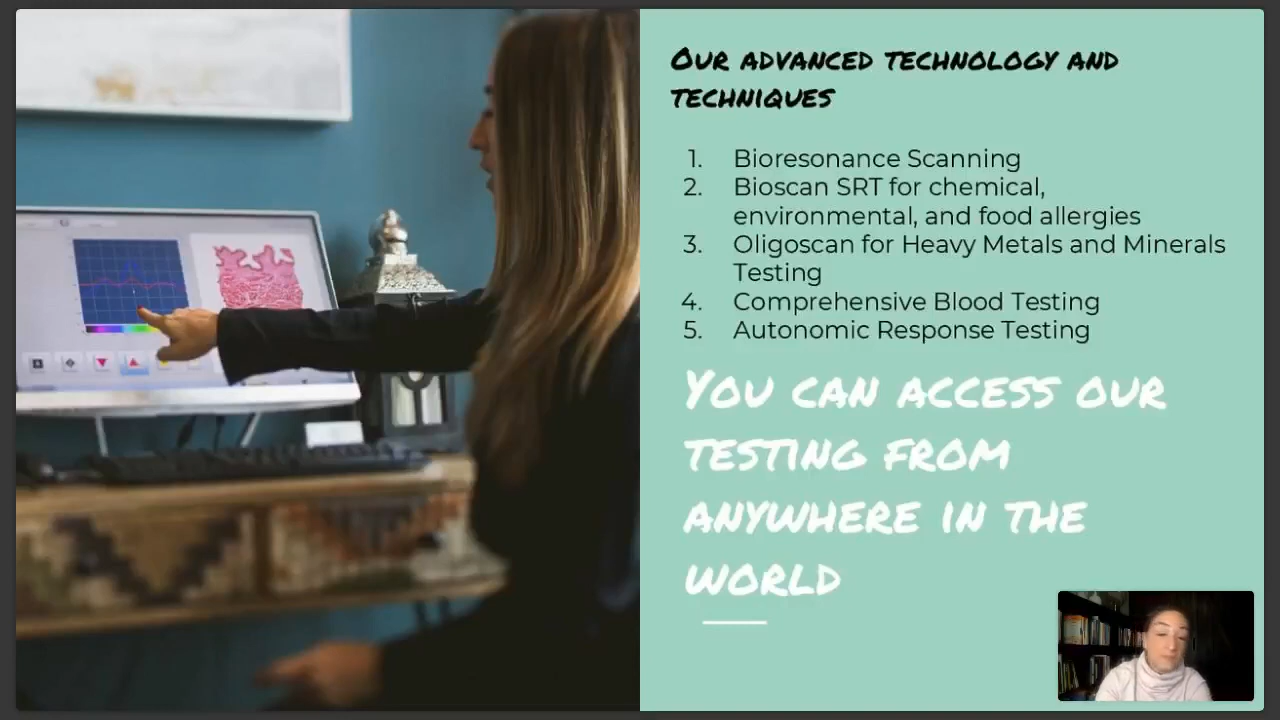 Our advanced technology and
techniques
1. Bioresonance Scanning
2. Bioscan SRT for chemical,
environmental, and food allergies
3. Oligoscan for Heavy Metals and Minerals
Testing
4. Comprehensive Blood Testing
5. Autonomic Response Testing
You can access our
testing from
anywhere in the
world